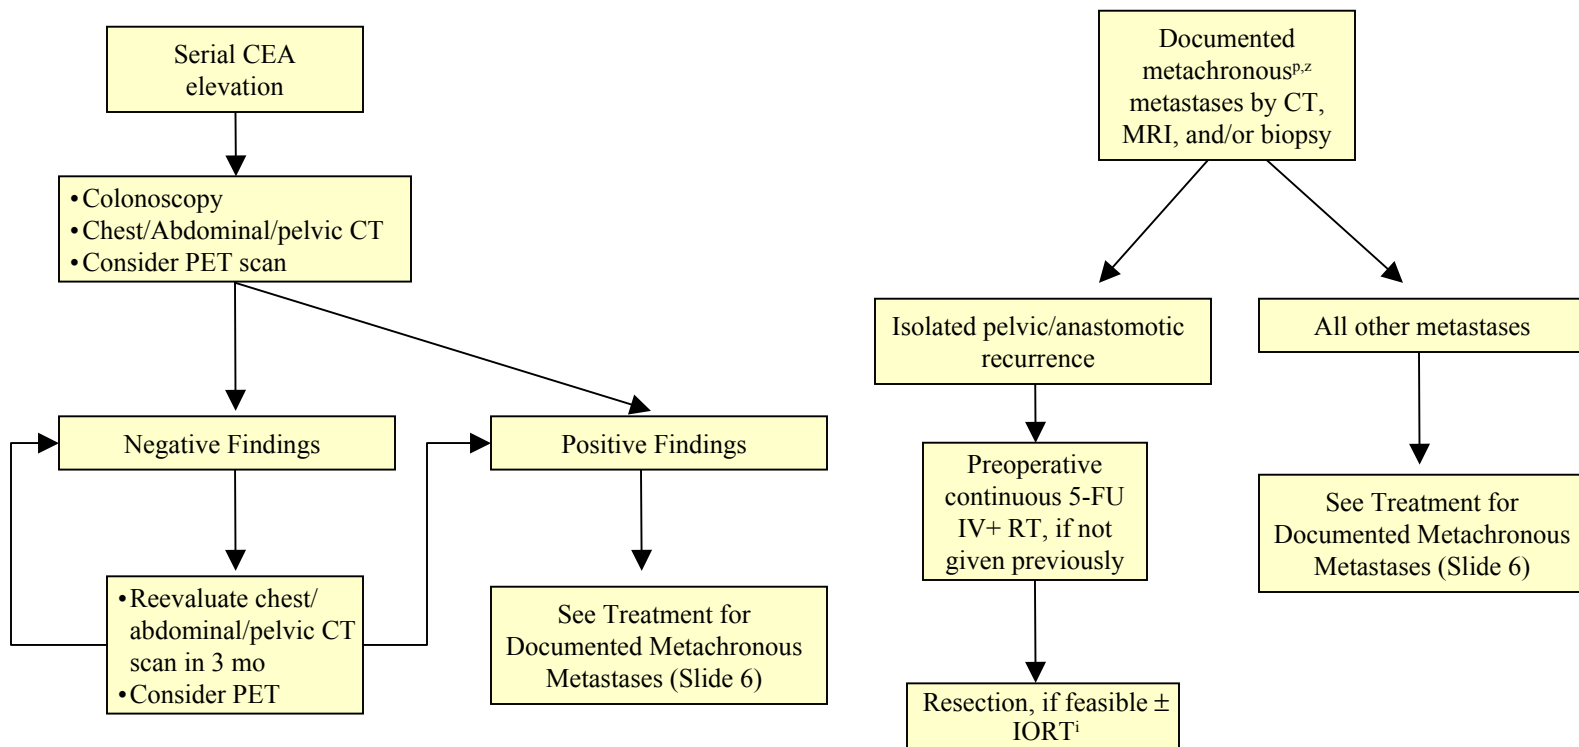 Serial CEA
elevation
• Colonoscopy
• Chest/Abdominal/pelvic CT
• Consider PET scan
Negative Findings
Positive Findings
• Reevaluate chest/
abdominal/pelvic CT
scan in 3 mo
• Consider PET
See Treatment for
Documented Metachronous
Metastases (Slide 6)
Documented
metachronousᵖ,ᶻ
metastases by CT,
MRI, and/or biopsy
Isolated pelvic/anastomotic
recurrence
All other metastases
Preoperative
continuous 5-FU
IV+ RT, if not
given previously
See Treatment for
Documented Metachronous
Metastases (Slide 6)
Resection, if feasible ±
IORTⁱ